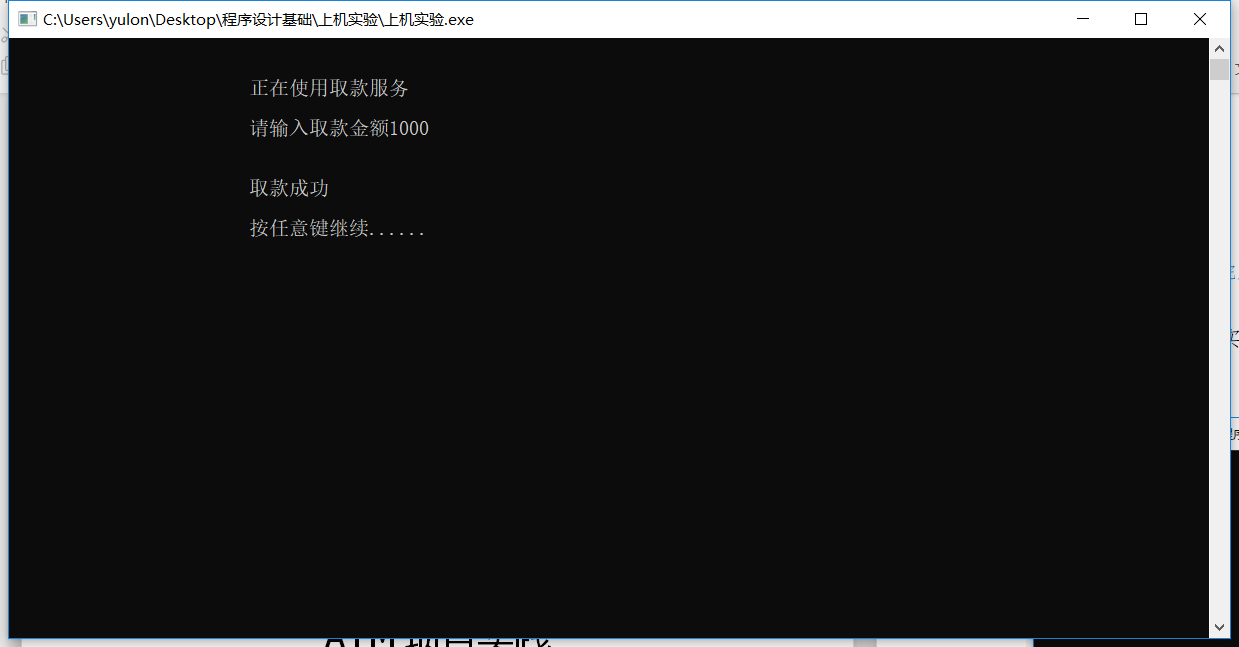 C:\Users\yulon\Desktop\程序设计基础\上机实验\上机实验.exe
正在使用取款服务
请输入取款金额1000
取款成功
按任意键继续......